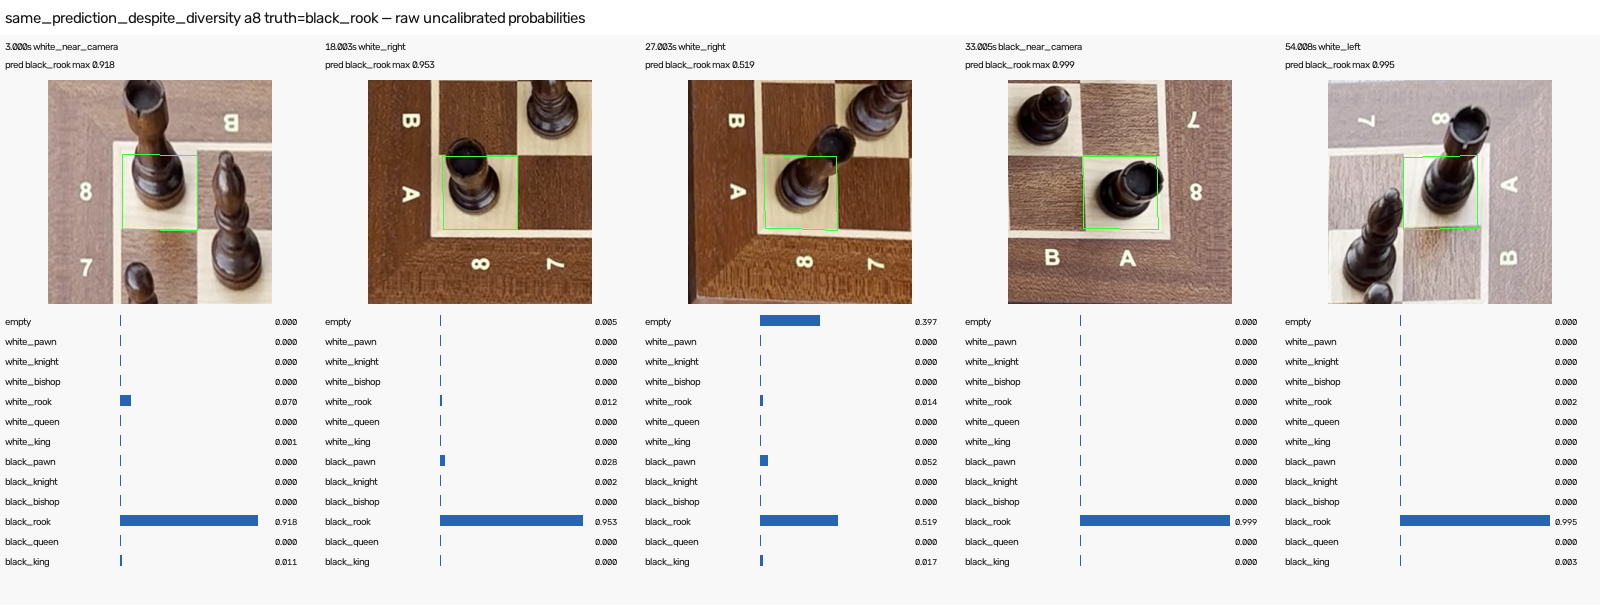 same_prediction_despite_diversity a8 truth=black_rook — raw uncalibrated probabilities
3.000s white_near_camera
pred black_rook max 0.918
B
8
7
empty 0.000
white_pawn 0.000
white_knight 0.000
white_bishop 0.000
white_rook 0.070
white_queen 0.000
white_king 0.001
black_pawn 0.000
black_knight 0.000
black_bishop 0.000
black_rook 0.918
black_queen 0.000
black_king 0.011
18.003s white_right
pred black_rook max 0.953
B
A
8 7
empty 0.005
white_pawn 0.000
white_knight 0.000
white_bishop 0.000
white_rook 0.012
white_queen 0.000
white_king 0.000
black_pawn 0.028
black_knight 0.002
black_bishop 0.000
black_rook 0.953
black_queen 0.000
black_king 0.000
27.003s white_right
pred black_rook max 0.519
B
A
8 7
empty 0.397
white_pawn 0.000
white_knight 0.000
white_bishop 0.000
white_rook 0.014
white_queen 0.000
white_king 0.000
black_pawn 0.052
black_knight 0.000
black_bishop 0.000
black_rook 0.519
black_queen 0.000
black_king 0.017
33.005s black_near_camera
pred black_rook max 0.999
7
8
B A
empty 0.000
white_pawn 0.000
white_knight 0.000
white_bishop 0.000
white_rook 0.000
white_queen 0.000
white_king 0.000
black_pawn 0.000
black_knight 0.000
black_bishop 0.000
black_rook 0.999
black_queen 0.000
black_king 0.000
54.008s white_left
pred black_rook max 0.995
7 8
A
B
empty 0.000
white_pawn 0.000
white_knight 0.000
white_bishop 0.000
white_rook 0.002
white_queen 0.000
white_king 0.000
black_pawn 0.000
black_knight 0.000
black_bishop 0.000
black_rook 0.995
black_queen 0.000
black_king 0.003